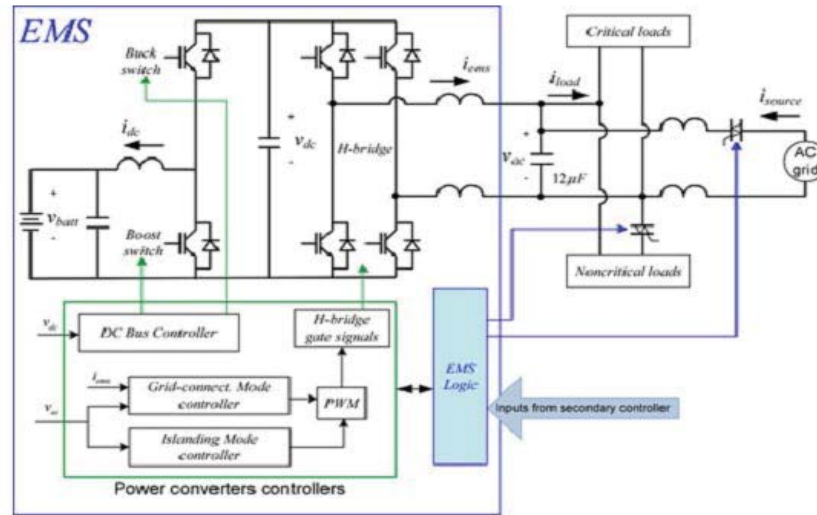 EMS
Buck
switch
i_dc
+
v_batt
-
Boost
switch
+
v_dc
-
H-bridge
i_ems
i_load
+
v_ac
-
12µF
Critical loads
i_source
AC
grid
Noncritical loads
v_dc
DC Bus Controller
H-bridge
gate signals
i_ems
Grid-connect. Mode
controller
v_ac
PWM
Islanding Mode
controller
EMS
Logic
Inputs from secondary controller
Power converters controllers